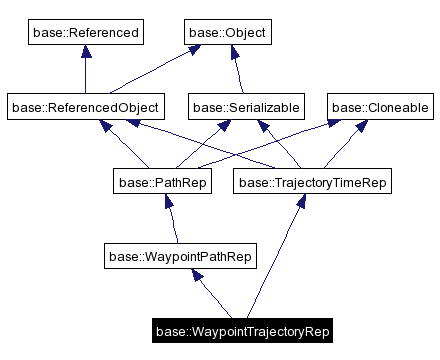 base::Referenced
base::Object
base::ReferencedObject
base::Serializable
base::Cloneable
base::PathRep
base::TrajectoryTimeRep
base::WaypointPathRep
base::WaypointTrajectoryRep